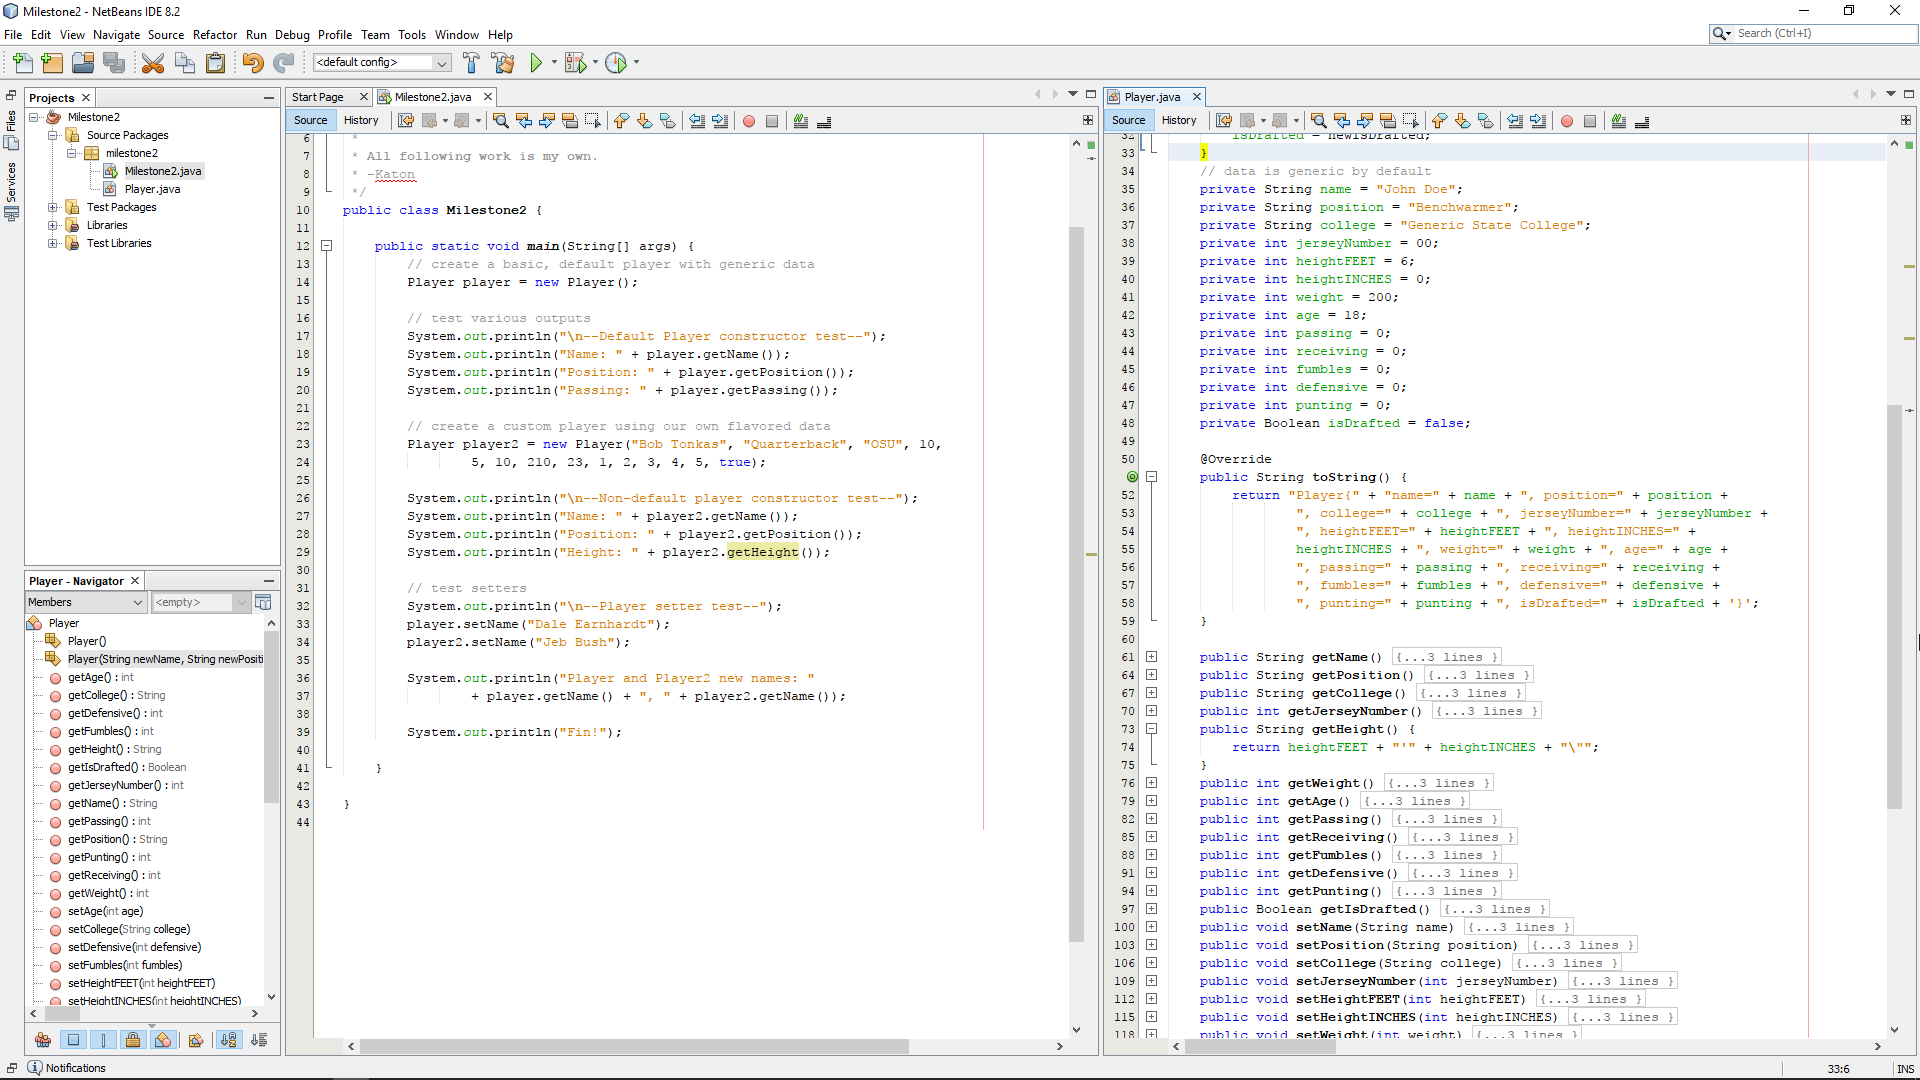 Milestone2 - NetBeans IDE 8.2
File Edit View Navigate Source Refactor Run Debug Profile Team Tools Window Help
Search (Ctrl+I)
<default config>
Files
Services
Projects
Milestone2
Source Packages
milestone2
Milestone2.java
Player.java
Test Packages
Libraries
Test Libraries
Player - Navigator
Members
<empty>
Player
Player()
Player(String newName, String newPositi
getAge() : int
getCollege() : String
getDefensive() : int
getFumbles() : int
getHeight() : String
getIsDrafted() : Boolean
getJerseyNumber() : int
getName() : String
getPassing() : int
getPosition() : String
getPunting() : int
getReceiving() : int
getWeight() : int
setAge(int age)
setCollege(String college)
setDefensive(int defensive)
setFumbles(int fumbles)
setHeightFEET(int heightFEET)
setHeightINCHES(int heightINCHES)
Start Page Milestone2.java
Source History
6 *
7 * All following work is my own.
8 * -Katon
9 */
10 public class Milestone2 {
11
12 public static void main(String[] args) {
13 // create a basic, default player with generic data
14 Player player = new Player();
15
16 // test various outputs
17 System.out.println("\n--Default Player constructor test--");
18 System.out.println("Name: " + player.getName());
19 System.out.println("Position: " + player.getPosition());
20 System.out.println("Passing: " + player.getPassing());
21
22 // create a custom player using our own flavored data
23 Player player2 = new Player("Bob Tonkas", "Quarterback", "OSU", 10,
24 5, 10, 210, 23, 1, 2, 3, 4, 5, true);
25
26 System.out.println("\n--Non-default player constructor test--");
27 System.out.println("Name: " + player2.getName());
28 System.out.println("Position: " + player2.getPosition());
29 System.out.println("Height: " + player2.getHeight());
30
31 // test setters
32 System.out.println("\n--Player setter test--");
33 player.setName("Dale Earnhardt");
34 player2.setName("Jeb Bush");
35
36 System.out.println("Player and Player2 new names: "
37 + player.getName() + ", " + player2.getName());
38
39 System.out.println("Fin!");
40
41 }
42
43 }
44
Player.java
Source History
32 isDrafted = newIsDrafted;
33 }
34 // data is generic by default
35 private String name = "John Doe";
36 private String position = "Benchwarmer";
37 private String college = "Generic State College";
38 private int jerseyNumber = 00;
39 private int heightFEET = 6;
40 private int heightINCHES = 0;
41 private int weight = 200;
42 private int age = 18;
43 private int passing = 0;
44 private int receiving = 0;
45 private int fumbles = 0;
46 private int defensive = 0;
47 private int punting = 0;
48 private Boolean isDrafted = false;
49
50 @Override
public String toString() {
52 return "Player{" + "name=" + name + ", position=" + position +
53 ", college=" + college + ", jerseyNumber=" + jerseyNumber +
54 ", heightFEET=" + heightFEET + ", heightINCHES=" +
55 heightINCHES + ", weight=" + weight + ", age=" + age +
56 ", passing=" + passing + ", receiving=" + receiving +
57 ", fumbles=" + fumbles + ", defensive=" + defensive +
58 ", punting=" + punting + ", isDrafted=" + isDrafted + '}';
59 }
60
61 public String getName() {...3 lines }
64 public String getPosition() {...3 lines }
67 public String getCollege() {...3 lines }
70 public int getJerseyNumber() {...3 lines }
73 public String getHeight() {
74 return heightFEET + "'" + heightINCHES + "\"";
75 }
76 public int getWeight() {...3 lines }
79 public int getAge() {...3 lines }
82 public int getPassing() {...3 lines }
85 public int getReceiving() {...3 lines }
88 public int getFumbles() {...3 lines }
91 public int getDefensive() {...3 lines }
94 public int getPunting() {...3 lines }
97 public Boolean getIsDrafted() {...3 lines }
100 public void setName(String name) {...3 lines }
103 public void setPosition(String position) {...3 lines }
106 public void setCollege(String college) {...3 lines }
109 public void setJerseyNumber(int jerseyNumber) {...3 lines }
112 public void setHeightFEET(int heightFEET) {...3 lines }
115 public void setHeightINCHES(int heightINCHES) {...3 lines }
118 public void setWeight(int weight) {...3 lines }
Notifications
33:6 INS